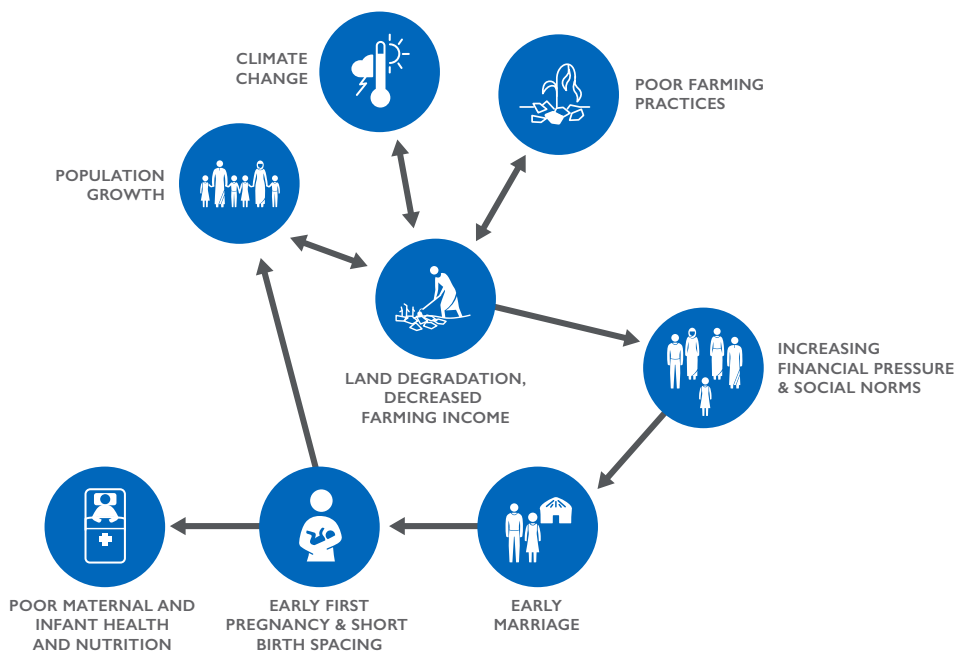 CLIMATE
CHANGE
POOR FARMING
PRACTICES
POPULATION
GROWTH
LAND DEGRADATION,
DECREASED
FARMING INCOME
INCREASING
FINANCIAL PRESSURE
& SOCIAL NORMS
POOR MATERNAL AND
INFANT HEALTH
AND NUTRITION
EARLY FIRST
PREGNANCY & SHORT
BIRTH SPACING
EARLY
MARRIAGE